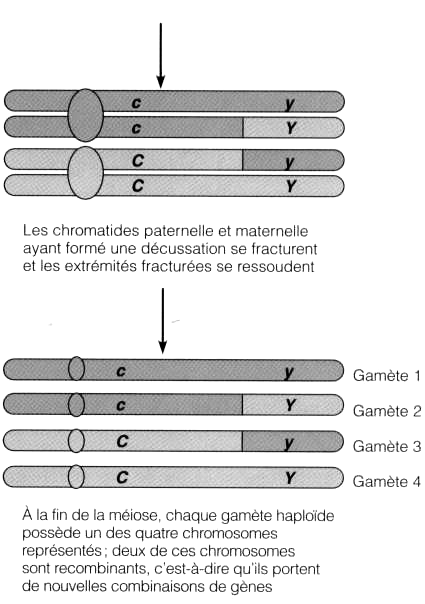 c y
c Y
C y
C Y
Les chromatides paternelle et maternelle
ayant formé une décussation se fracturent
et les extrémités fracturées se ressoudent
c y Gamète 1
c Y Gamète 2
C y Gamète 3
C Y Gamète 4
À la fin de la méiose, chaque gamète haploïde
possède un des quatre chromosomes
représentés ; deux de ces chromosomes
sont recombinants, c'est-à-dire qu'ils portent
de nouvelles combinaisons de gènes